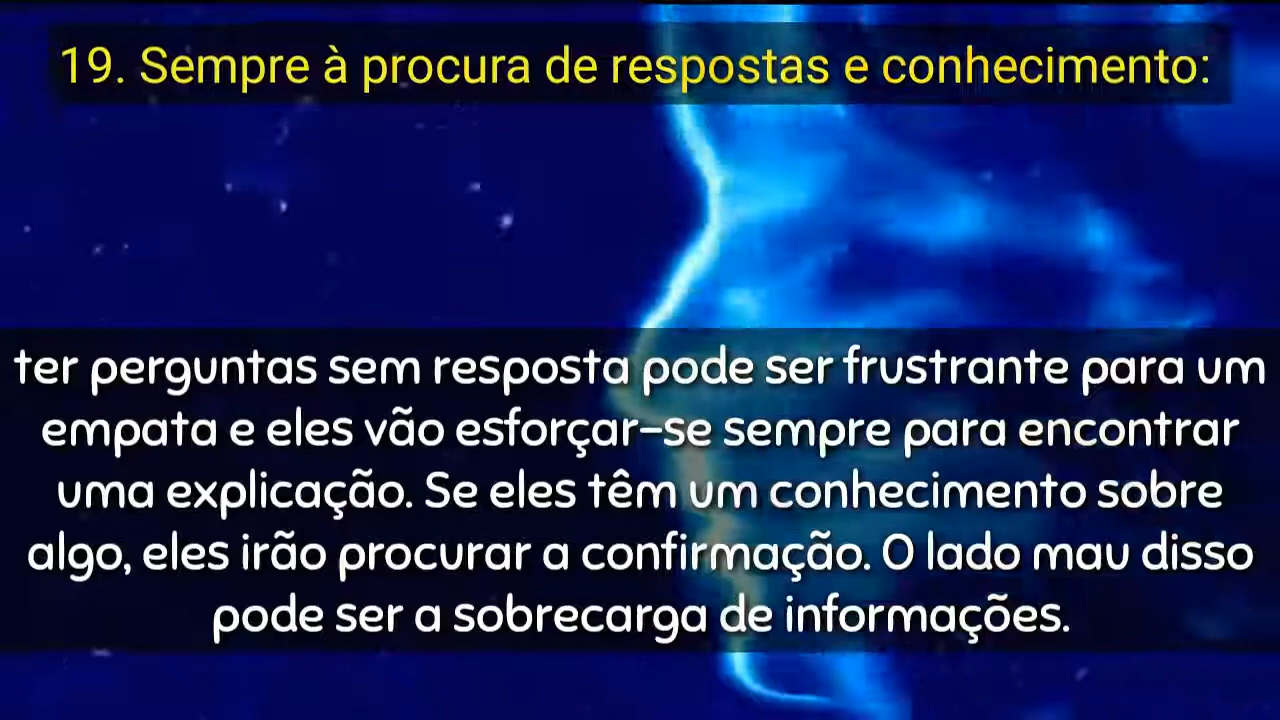 19. Sempre à procura de respostas e conhecimento:
ter perguntas sem resposta pode ser frustrante para um
empata e eles vão esforçar-se sempre para encontrar
uma explicação. Se eles têm um conhecimento sobre
algo, eles irão procurar a confirmação. O lado mau disso
pode ser a sobrecarga de informações.